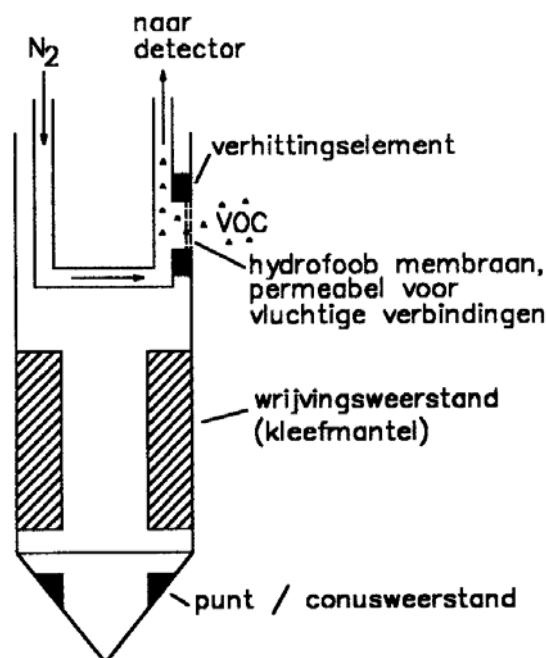 naar
detector
N2
verhittingselement
VOC
hydrofoob membraan,
permeabel voor
vluchtige verbindingen
wrijvingsweerstand
(kleefmantel)
punt / conusweerstand